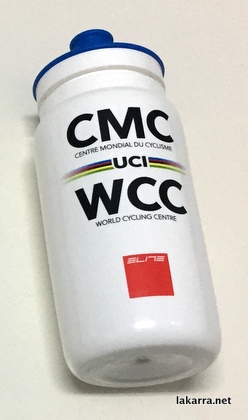 CMC
CENTRE MONDIAL DU CYCLISME
UCI
WCC
WORLD CYCLING CENTRE
ELITE
lakarra.net